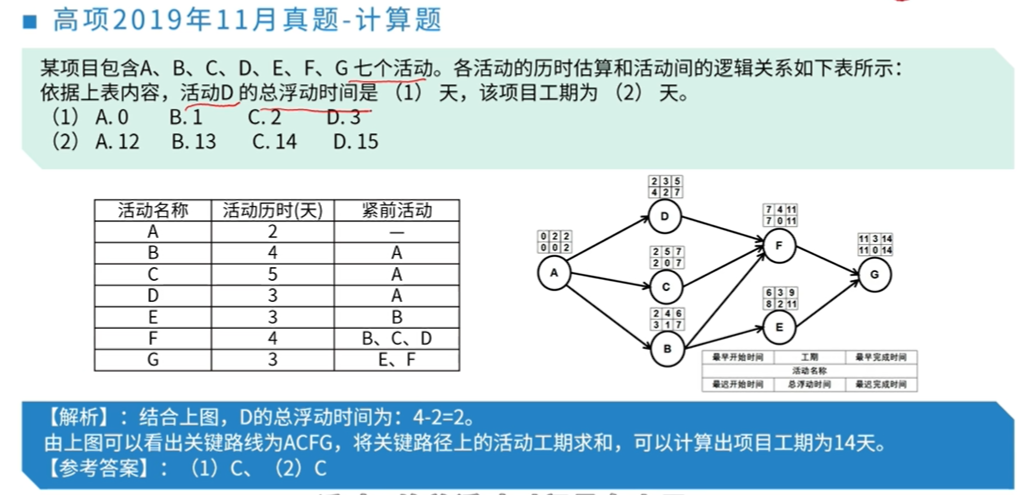 ■ 高项2019年11月真题-计算题
某项目包含A、B、C、D、E、F、G 七个活动。各活动的历时估算和活动间的逻辑关系如下表所示：
依据上表内容，活动D 的总浮动时间是 （1） 天，该项目工期为 （2） 天。
（1） A. 0 B. 1 C. 2 D. 3
（2） A. 12 B. 13 C. 14 D. 15
活动名称 活动历时(天) 紧前活动
A 2 —
B 4 A
C 5 A
D 3 A
E 3 B
F 4 B、C、D
G 3 E、F
2 3 5
4 2 7
D
7 4 11
7 0 11
F
0 2 2
0 0 2
A
11 3 14
11 0 14
G
2 5 7
2 0 7
C
2 4 6
3 1 7
B
6 3 9
8 2 11
E
最早开始时间 工期 最早完成时间
活动名称
最迟开始时间 总浮动时间 最迟完成时间
【解析】：结合上图，D的总浮动时间为：4-2=2。
由上图可以看出关键路线为ACFG，将关键路径上的活动工期求和，可以计算出项目工期为14天。
【参考答案】：（1）C、（2）C